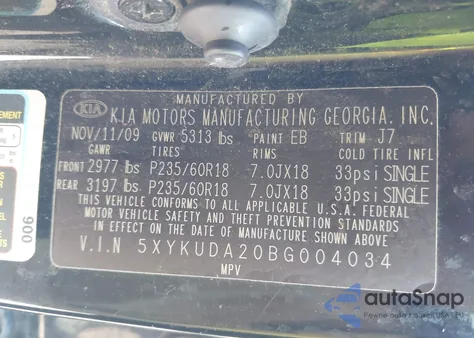 MANUFACTURED BY
KIA KIA MOTORS MANUFACTURING GEORGIA. INC.
NOV/11/09 GVWR 5313 lbs PAINT EB TRIM J7
GAWR TIRES RIMS COLD TIRE INFL
FRONT 2977 lbs P235/60R18 7.0JX18 33psi SINGLE
REAR 3197 lbs P235/60R18 7.0JX18 33psi SINGLE
THIS VEHICLE CONFORMS TO ALL APPLICABLE U.S.A. FEDERAL
MOTOR VEHICLE SAFETY AND THEFT PREVENTION STANDARDS
IN EFFECT ON THE DATE OF MANUFACTURE SHOWN ABOVE
V.I.N 5XYKUDA20BG004034
MPV
006
autoSnap